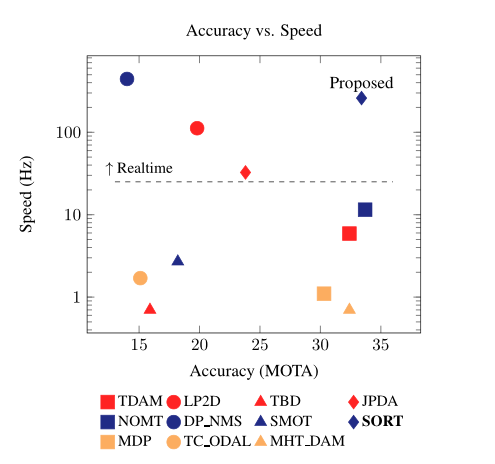 Accuracy vs. Speed
Proposed
100
↑ Realtime
10
1
Speed (Hz)
15 20 25 30 35
Accuracy (MOTA)
TDAM LP2D TBD JPDA
NOMT DP_NMS SMOT SORT
MDP TC_ODAL MHT_DAM